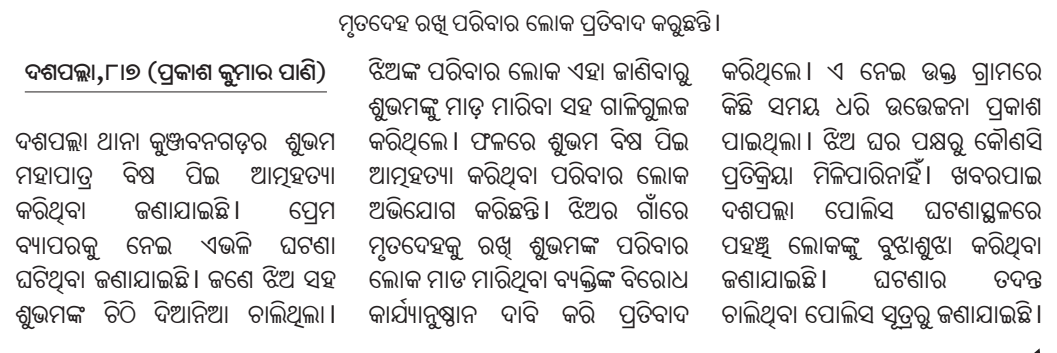 ମୃତଦେହ ରଖି ପରିବାର ଲୋକ ପ୍ରତିବାଦ କରୁଛନ୍ତି।
ଦଶପଲ୍ଲା,୮।୭ (ପ୍ରକାଶ କୁମାର ପାଣି)
ଦଶପଲ୍ଲା ଥାନା କୁଞ୍ଜବନଗଡ଼ର ଶୁଭମ
ମହାପାତ୍ର ବିଷ ପିଇ ଆତ୍ମହତ୍ୟା
କରିଥିବା ଜଣାଯାଇଛି। ପ୍ରେମ
ବ୍ୟାପରକୁ ନେଇ ଏଭଳି ଘଟଣା
ଘଟିଥିବା ଜଣାଯାଇଛି। ଜଣେ ଝିଅ ସହ
ଶୁଭମଙ୍କ ଚିଠି ଦିଆନିଆ ଚାଲିଥିଲା।
ଝିଅଙ୍କ ପରିବାର ଲୋକ ଏହା ଜାଣିବାରୁ
ଶୁଭମଙ୍କୁ ମାଡ଼ ମାରିବା ସହ ଗାଳିଗୁଲଜ
କରିଥିଲେ। ଫଳରେ ଶୁଭମ ବିଷ ପିଇ
ଆତ୍ମହତ୍ୟା କରିଥିବା ପରିବାର ଲୋକ
ଅଭିଯୋଗ କରିଛନ୍ତି। ଝିଅର ଗାଁରେ
ମୃତଦେହକୁ ରଖି ଶୁଭମଙ୍କ ପରିବାର
ଲୋକ ମାଡ ମାରିଥିବା ବ୍ୟକ୍ତିଙ୍କ ବିରୋଧ
କାର୍ଯ୍ୟାନୁଷ୍ଠାନ ଦାବି କରି ପ୍ରତିବାଦ
କରିଥିଲେ। ଏ ନେଇ ଉକ୍ତ ଗ୍ରାମରେ
କିଛି ସମୟ ଧରି ଉତ୍ତେଜନା ପ୍ରକାଶ
ପାଇଥିଲା। ଝିଅ ଘର ପକ୍ଷରୁ କୌଣସି
ପ୍ରତିକ୍ରିୟା ମିଳିପାରିନାହିଁ। ଖବରପାଇ
ଦଶପଲ୍ଲା ପୋଲିସ ଘଟଣାସ୍ଥଳରେ
ପହଞ୍ଚି ଲୋକଙ୍କୁ ବୁଝାଶୁଝା କରିଥିବା
ଜଣାଯାଇଛି। ଘଟଣାର ତଦନ୍ତ
ଚାଲିଥିବା ପୋଲିସ ସୂତ୍ରରୁ ଜଣାଯାଇଛି।